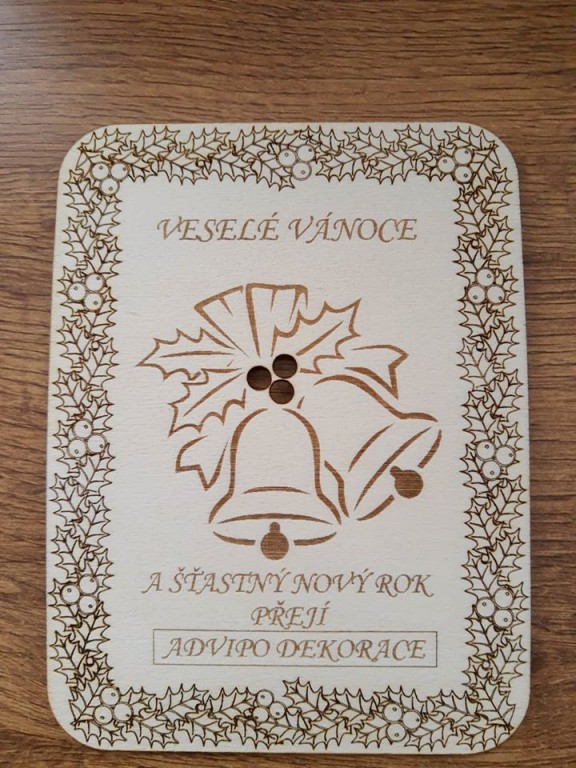 VESELÉ VÁNOCE
A ŠŤASTNÝ NOVÝ ROK
PŘEJÍ
ADVIPO DEKORACE